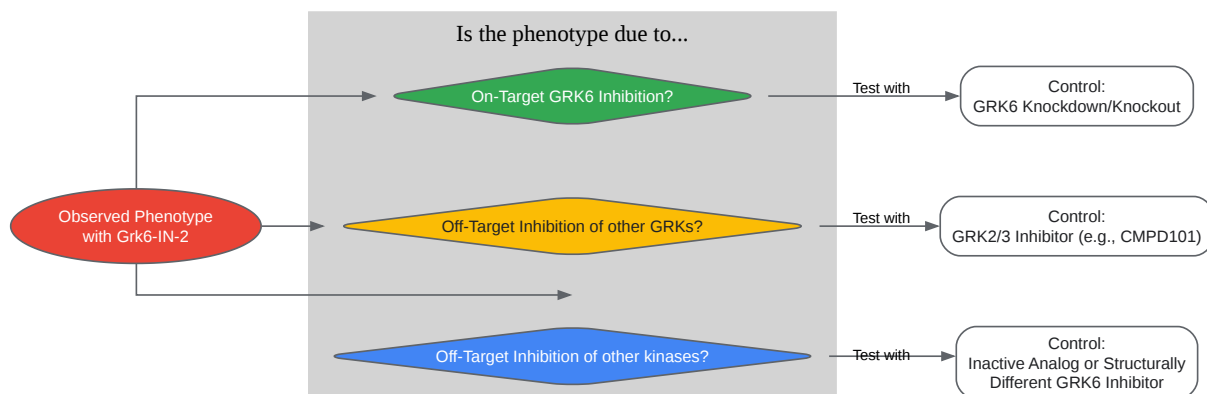 Is the phenotype due to...
On-Target GRK6 Inhibition?
Test with
Control:
GRK6 Knockdown/Knockout
Observed Phenotype
with Grk6-IN-2
Off-Target Inhibition of other GRKs?
Test with
Control:
GRK2/3 Inhibitor (e.g., CMPD101)
Off-Target Inhibition of other kinases?
Test with
Control:
Inactive Analog or Structurally
Different GRK6 Inhibitor